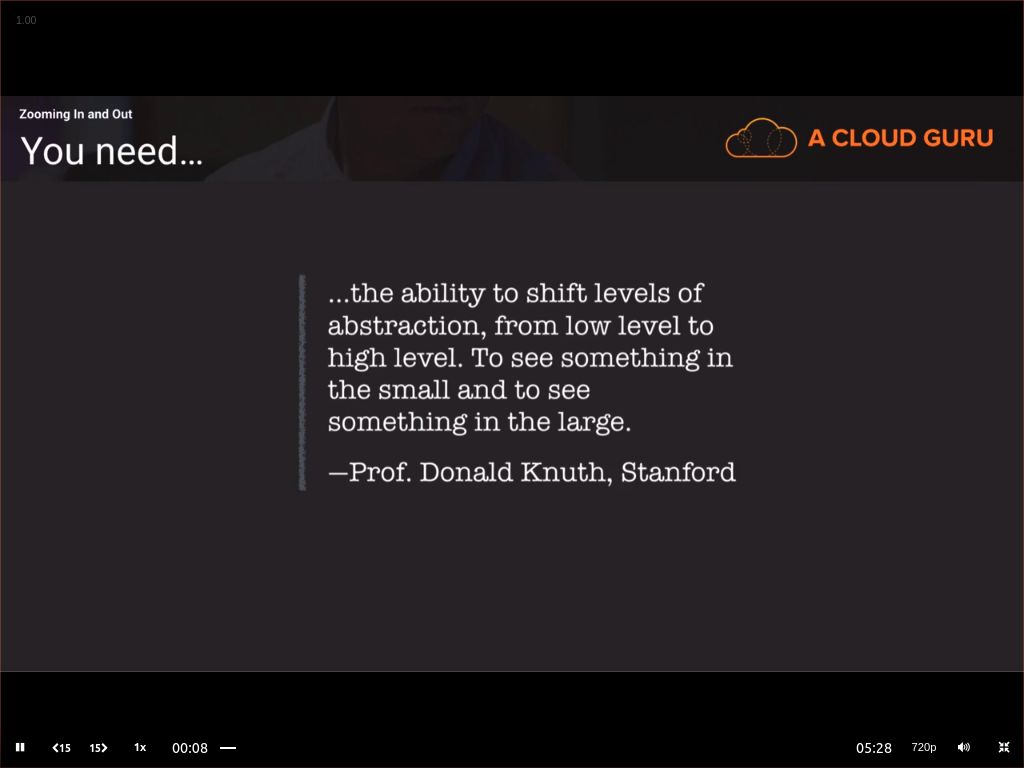 1.00
Zooming In and Out
You need...
A CLOUD GURU
...the ability to shift levels of
abstraction, from low level to
high level. To see something in
the small and to see
something in the large.
—Prof. Donald Knuth, Stanford
15 15 1x 00:08 05:28 720p